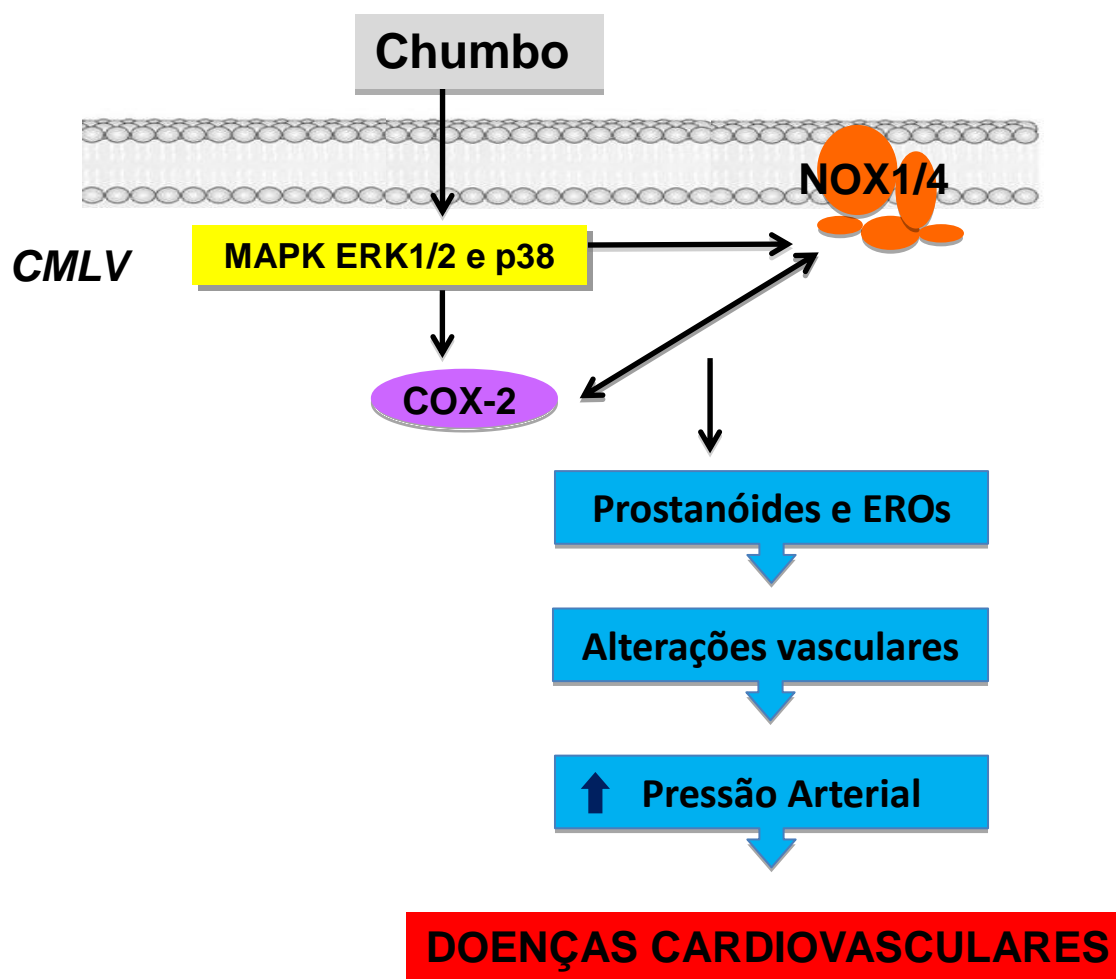 Chumbo
NOX1/4
CMLV
MAPK ERK1/2 e p38
COX-2
Prostanóides e EROs
Alterações vasculares
Pressão Arterial
DOENÇAS CARDIOVASCULARES